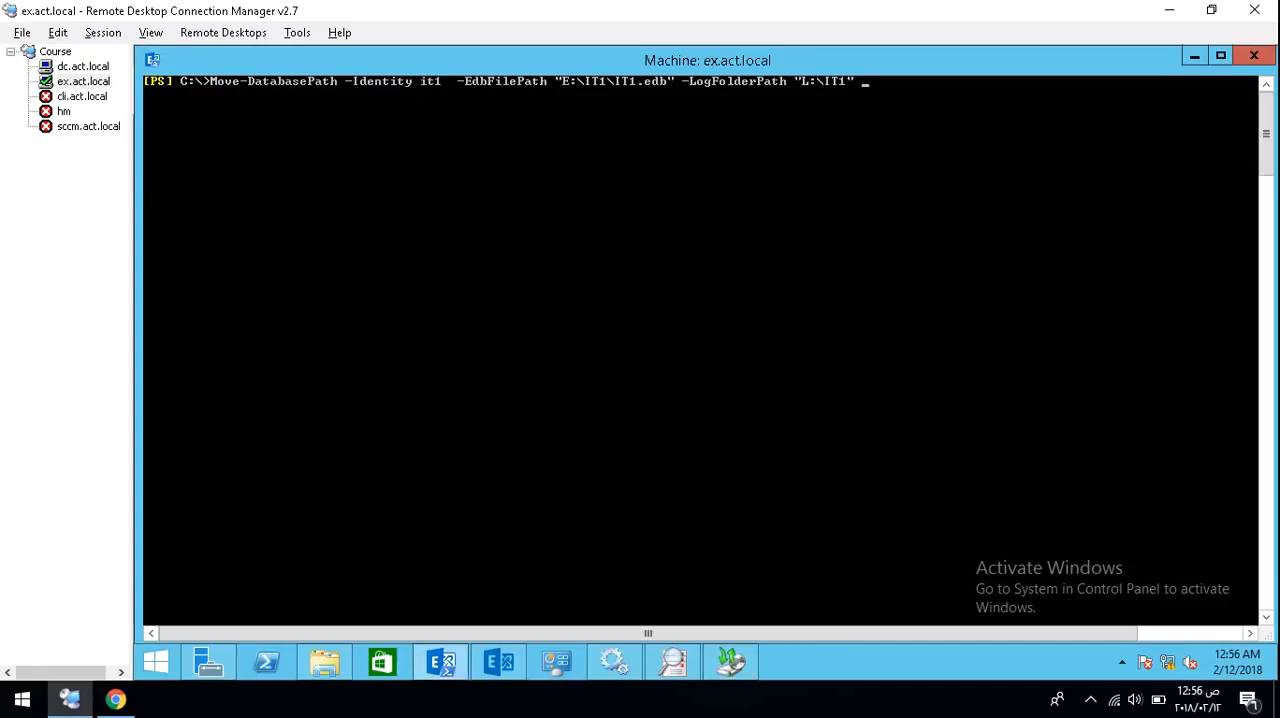 ex.act.local - Remote Desktop Connection Manager v2.7
File Edit Session View Remote Desktops Tools Help
Course
dc.act.local
ex.act.local
cli.act.local
hm
sccm.act.local
Machine: ex.act.local
[PS] C:\>Move-DatabasePath -Identity it1  -EdbFilePath "E:\IT1\IT1.edb" -LogFolderPath "L:\IT1" _
Activate Windows
Go to System in Control Panel to activate
Windows.
12:56 AM
2/12/2018
12:56 ص
٢٠١٨/٠٢/١٢